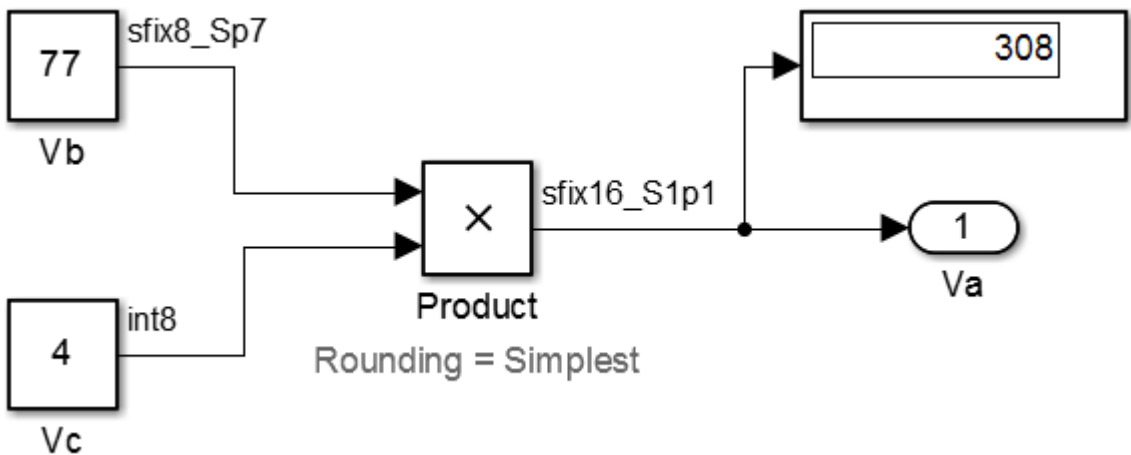 sfix8_Sp7
77
Vb
308
sfix16_S1p1
×
Product
Rounding = Simplest
1
Va
int8
4
Vc